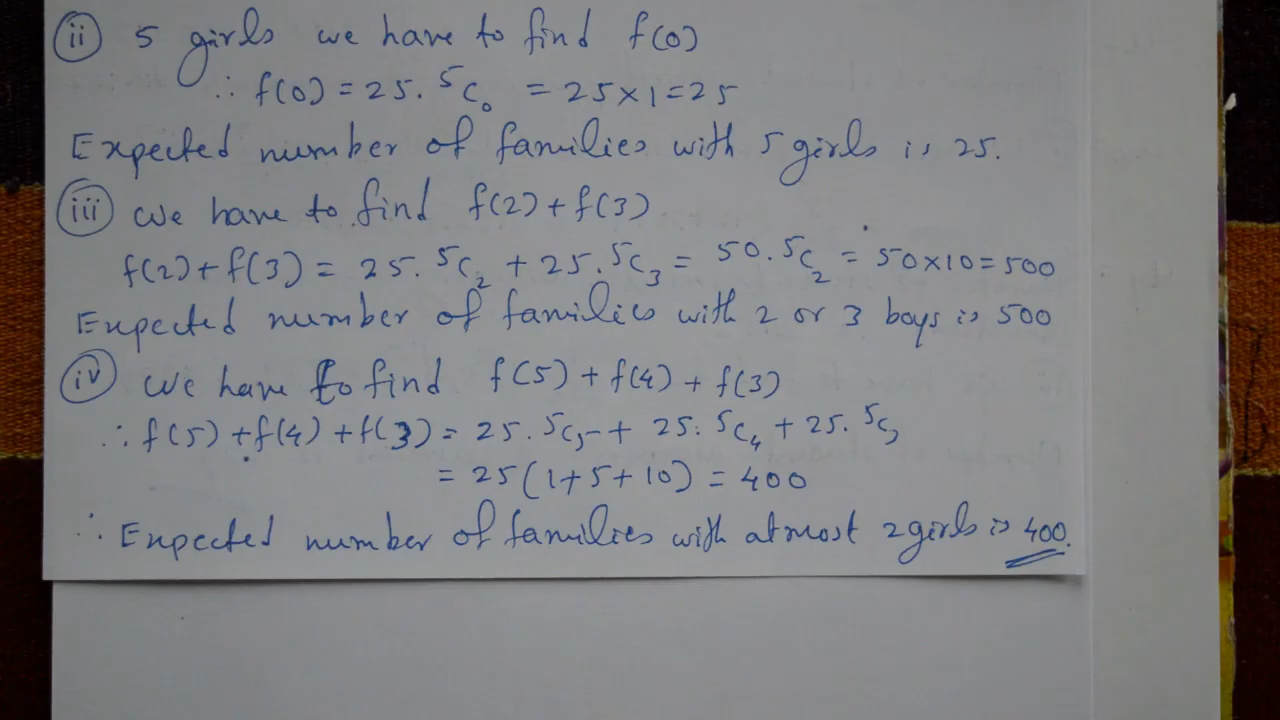 (ii) 5 girls we have to find f(0)
∴ f(0) = 25. ⁵C₀ = 25×1=25
Expected number of families with 5 girls is 25.
(iii) we have to find f(2)+f(3)
f(2)+f(3) = 25. ⁵C₂ + 25. ⁵C₃ = 50. ⁵C₂ = 50×10=500
Expected number of families with 2 or 3 boys is 500
(iv) we have to find f(5)+f(4)+f(3)
∴ f(5)+f(4)+f(3) = 25. ⁵C₅ + 25. ⁵C₄ + 25. ⁵C₃
= 25(1+5+10) = 400
∴ Expected number of families with atmost 2 girls is 400.